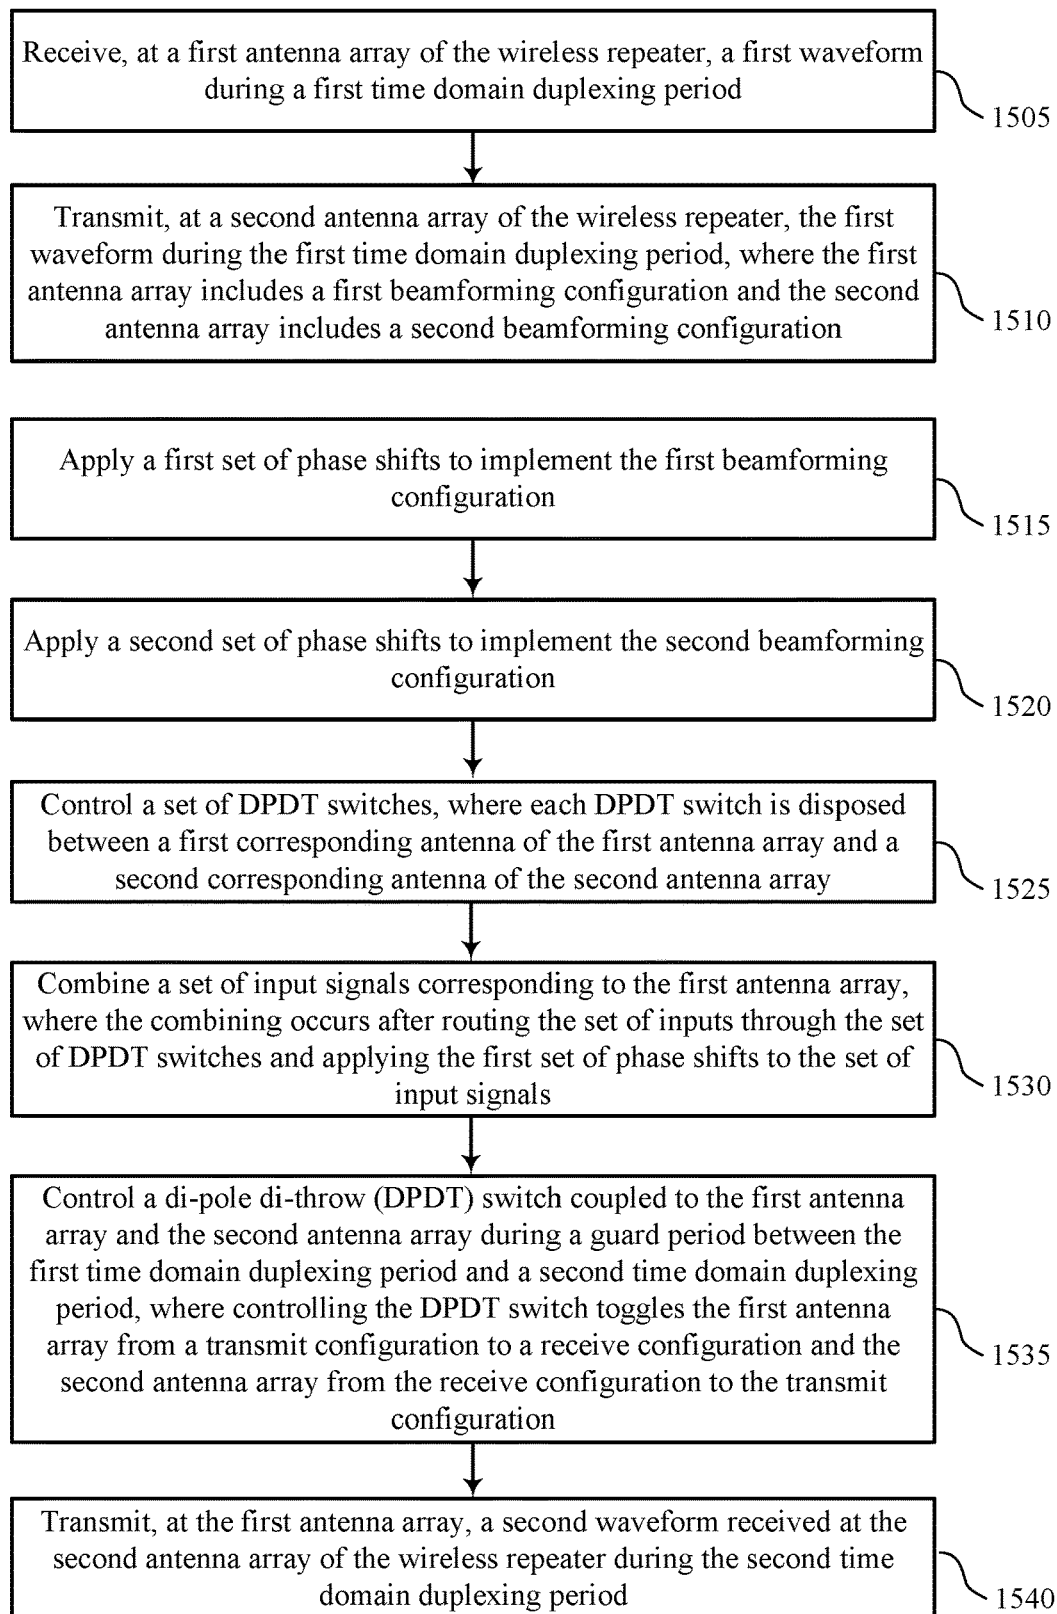 Receive, at a first antenna array of the wireless repeater, a first waveform
during a first time domain duplexing period
1505
Transmit, at a second antenna array of the wireless repeater, the first
waveform during the first time domain duplexing period, where the first
antenna array includes a first beamforming configuration and the second
antenna array includes a second beamforming configuration
1510
Apply a first set of phase shifts to implement the first beamforming
configuration
1515
Apply a second set of phase shifts to implement the second beamforming
configuration
1520
Control a set of DPDT switches, where each DPDT switch is disposed
between a first corresponding antenna of the first antenna array and a
second corresponding antenna of the second antenna array
1525
Combine a set of input signals corresponding to the first antenna array,
where the combining occurs after routing the set of inputs through the set
of DPDT switches and applying the first set of phase shifts to the set of
input signals
1530
Control a di-pole di-throw (DPDT) switch coupled to the first antenna
array and the second antenna array during a guard period between the
first time domain duplexing period and a second time domain duplexing
period, where controlling the DPDT switch toggles the first antenna
array from a transmit configuration to a receive configuration and the
second antenna array from the receive configuration to the transmit
configuration
1535
Transmit, at the first antenna array, a second waveform received at the
second antenna array of the wireless repeater during the second time
domain duplexing period
1540